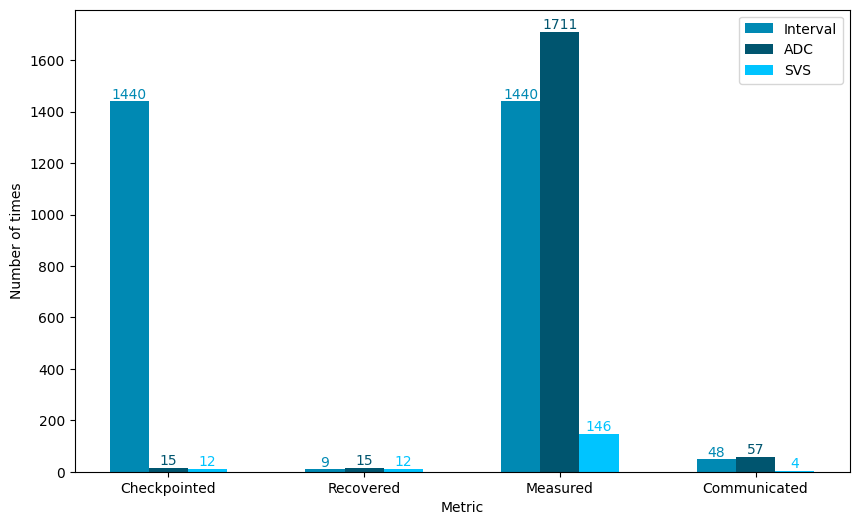 1711
Interval
ADC
SVS
1600
1440
1440
1400
1200
1000
800
600
400
200
0
15
12
9
15
12
146
48
57
4
Number of times
Checkpointed
Recovered
Measured
Communicated
Metric